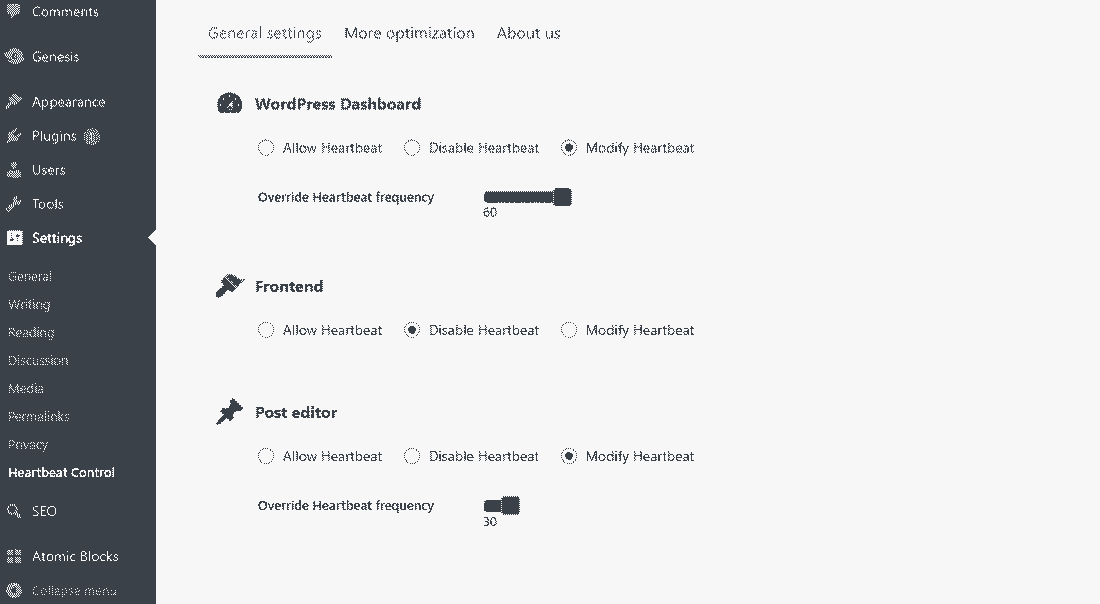 Comments
Genesis
Appearance
Plugins
Users
Tools
Settings
General
Writing
Reading
Discussion
Media
Permalinks
Privacy
Heartbeat Control
SEO
Atomic Blocks
Collapse menu
General settings More optimization About us
WordPress Dashboard
Allow Heartbeat Disable Heartbeat Modify Heartbeat
Override Heartbeat frequency
60
Frontend
Allow Heartbeat Disable Heartbeat Modify Heartbeat
Post editor
Allow Heartbeat Disable Heartbeat Modify Heartbeat
Override Heartbeat frequency
30